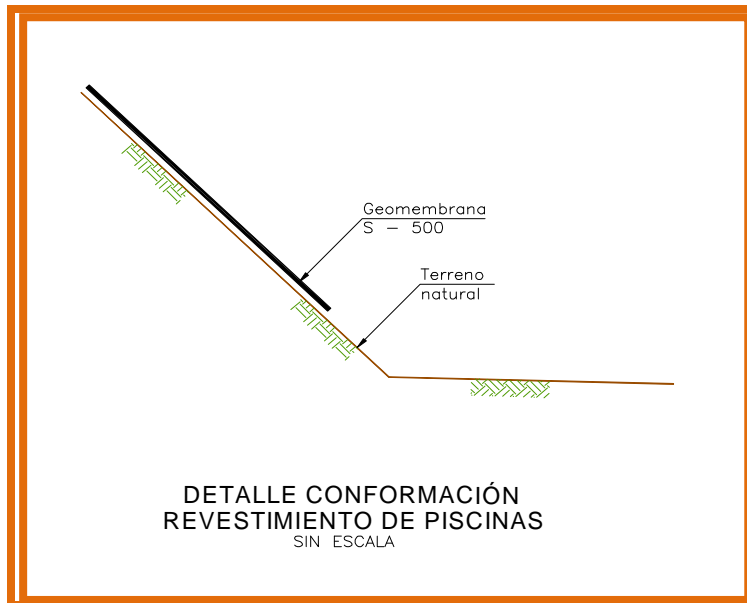 Geomembrana
S - 500
Terreno
natural
DETALLE CONFORMACIÓN
REVESTIMIENTO DE PISCINAS
SIN ESCALA